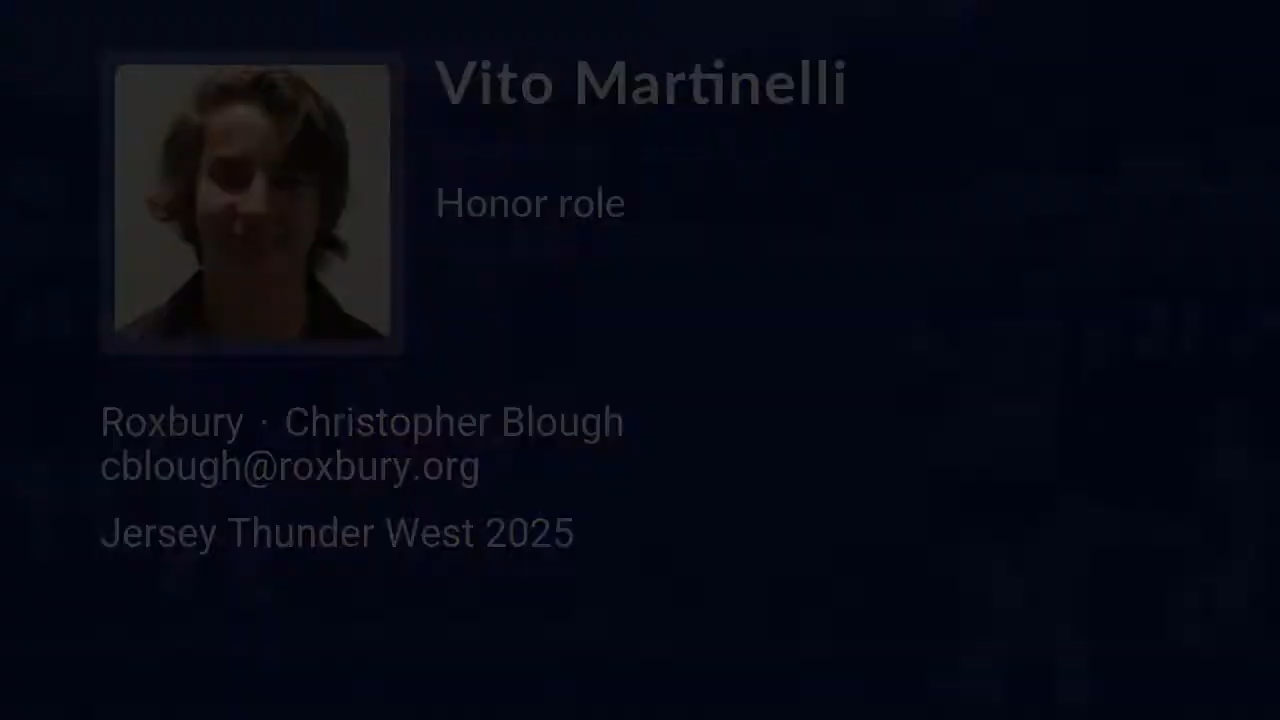 Vito Martinelli
Honor role
Roxbury · Christopher Blough
cblough@roxbury.org
Jersey Thunder West 2025